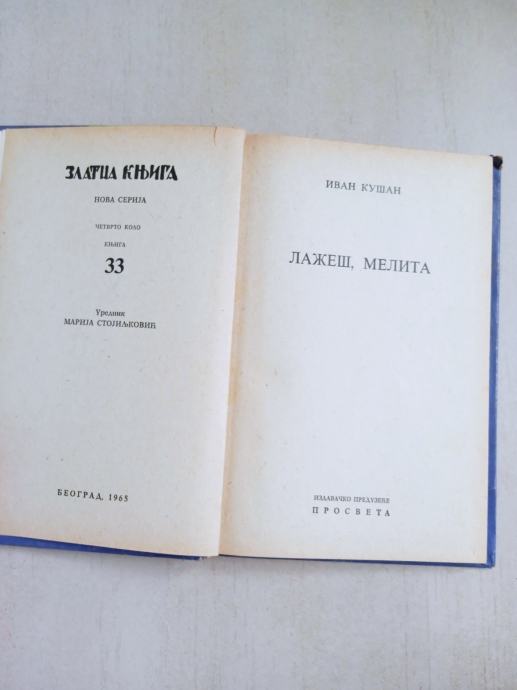 ЗЛАТНА КЊИГА
НОВА СЕРИЈА
ЧЕТВРТО КОЛО
КЊИГА
33
Уредник
МАРИЈА СТОЈИЉКОВИЋ
БЕОГРАД, 1965
ИВАН КУШАН
ЛАЖЕШ, МЕЛИТА
ИЗДАВАЧКО ПРЕДУЗЕЋЕ
ПРОСВЕТА